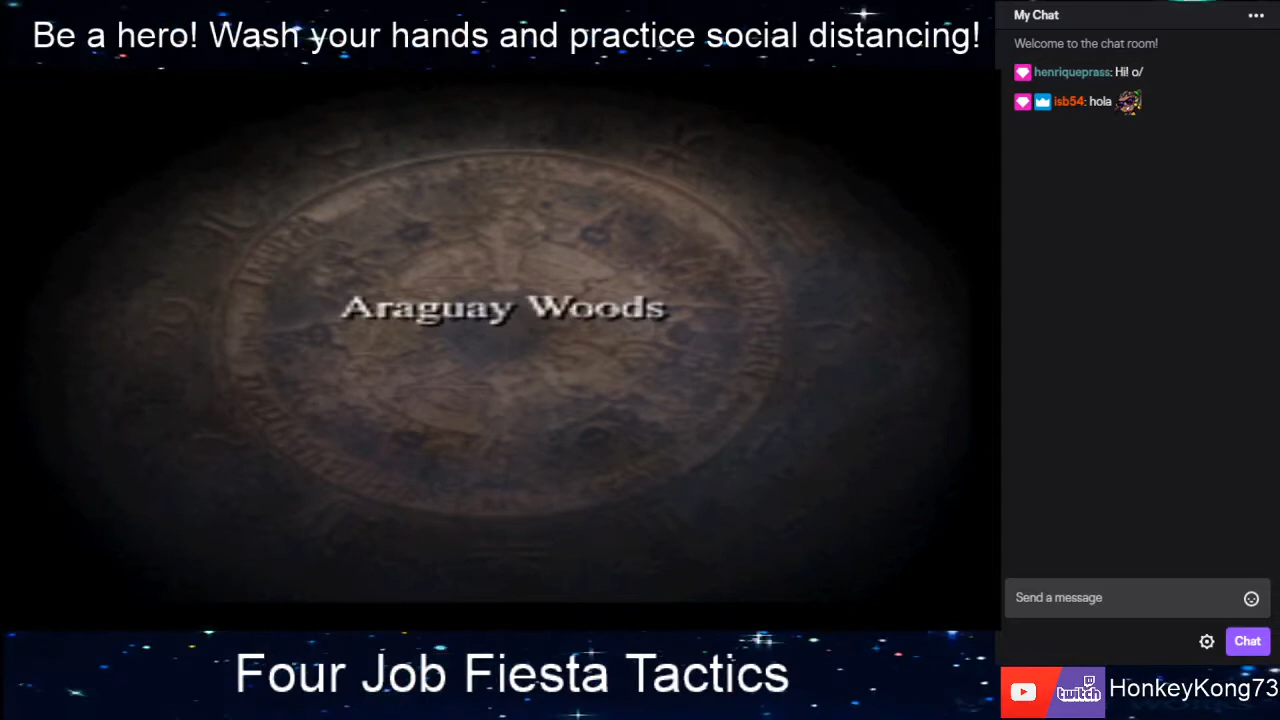 Be a hero! Wash your hands and practice social distancing!
My Chat
Welcome to the chat room!
henriqueprass: Hi! o/
isb54: hola
Araguay Woods
Send a message
Chat
Four Job Fiesta Tactics
twitch
HonkeyKong73